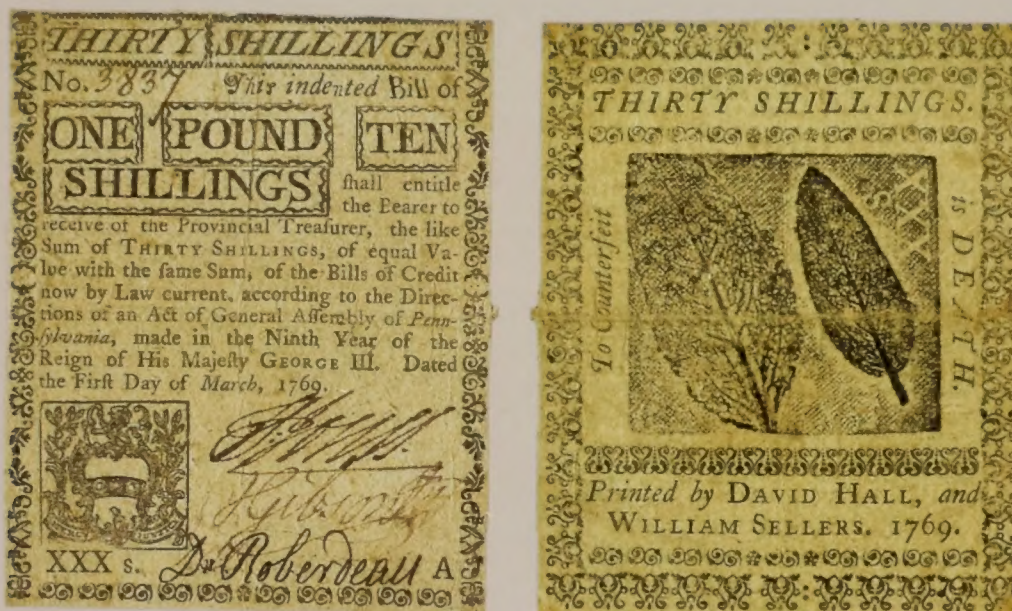 THIRTY SHILLINGS
No. 3837 This indented Bill of
ONE POUND TEN
SHILLINGS ſhall entitle
the Bearer to
receive of the Provincial Treaſurer, the like
Sum of THIRTY SHILLINGS, of equal Va-
lue with the ſame Sum, of the Bills of Credit
now by Law current, according to the Direc-
tions of an Act of General Aſſembly of Penn-
ſylvania, made in the Ninth Year of the
Reign of His Majeſty GEORGE III. Dated
the Firſt Day of March, 1769.
Roberdeau
XXX s. A
THIRTY SHILLINGS.
To Counterfeit
is DEATH.
Printed by DAVID HALL, and
WILLIAM SELLERS. 1769.